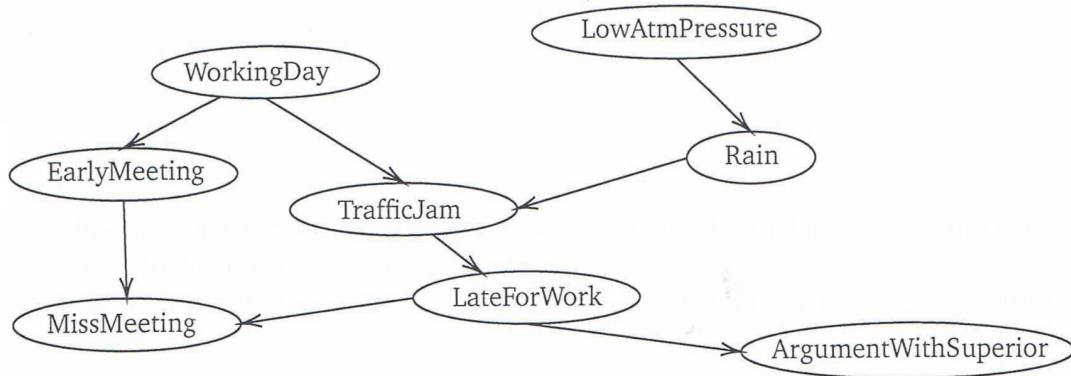 LowAtmPressure
WorkingDay
Rain
EarlyMeeting
TrafficJam
LateForWork
MissMeeting
ArgumentWithSuperior